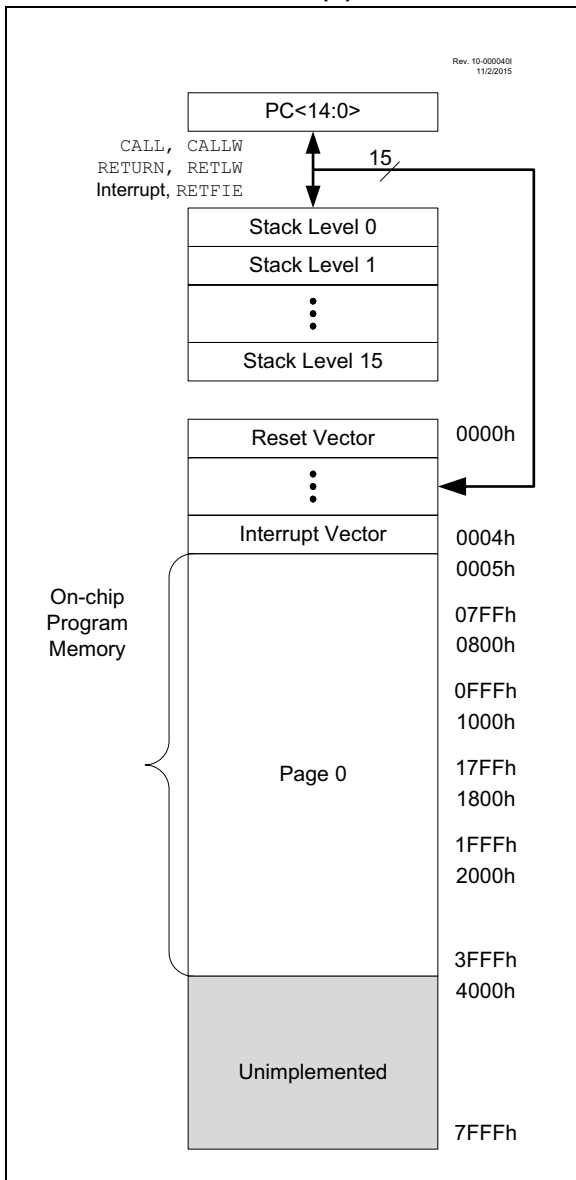 (s)
Rev. 10-000040I
11/2/2015
PC<14:0>
CALL, CALLW
RETURN, RETLW
Interrupt, RETFIE
15
Stack Level 0
Stack Level 1
Stack Level 15
Reset Vector
0000h
Interrupt Vector
0004h
0005h
On-chip
Program
Memory
07FFh
0800h
0FFFh
1000h
Page 0
17FFh
1800h
1FFFh
2000h
3FFFh
4000h
Unimplemented
7FFFh